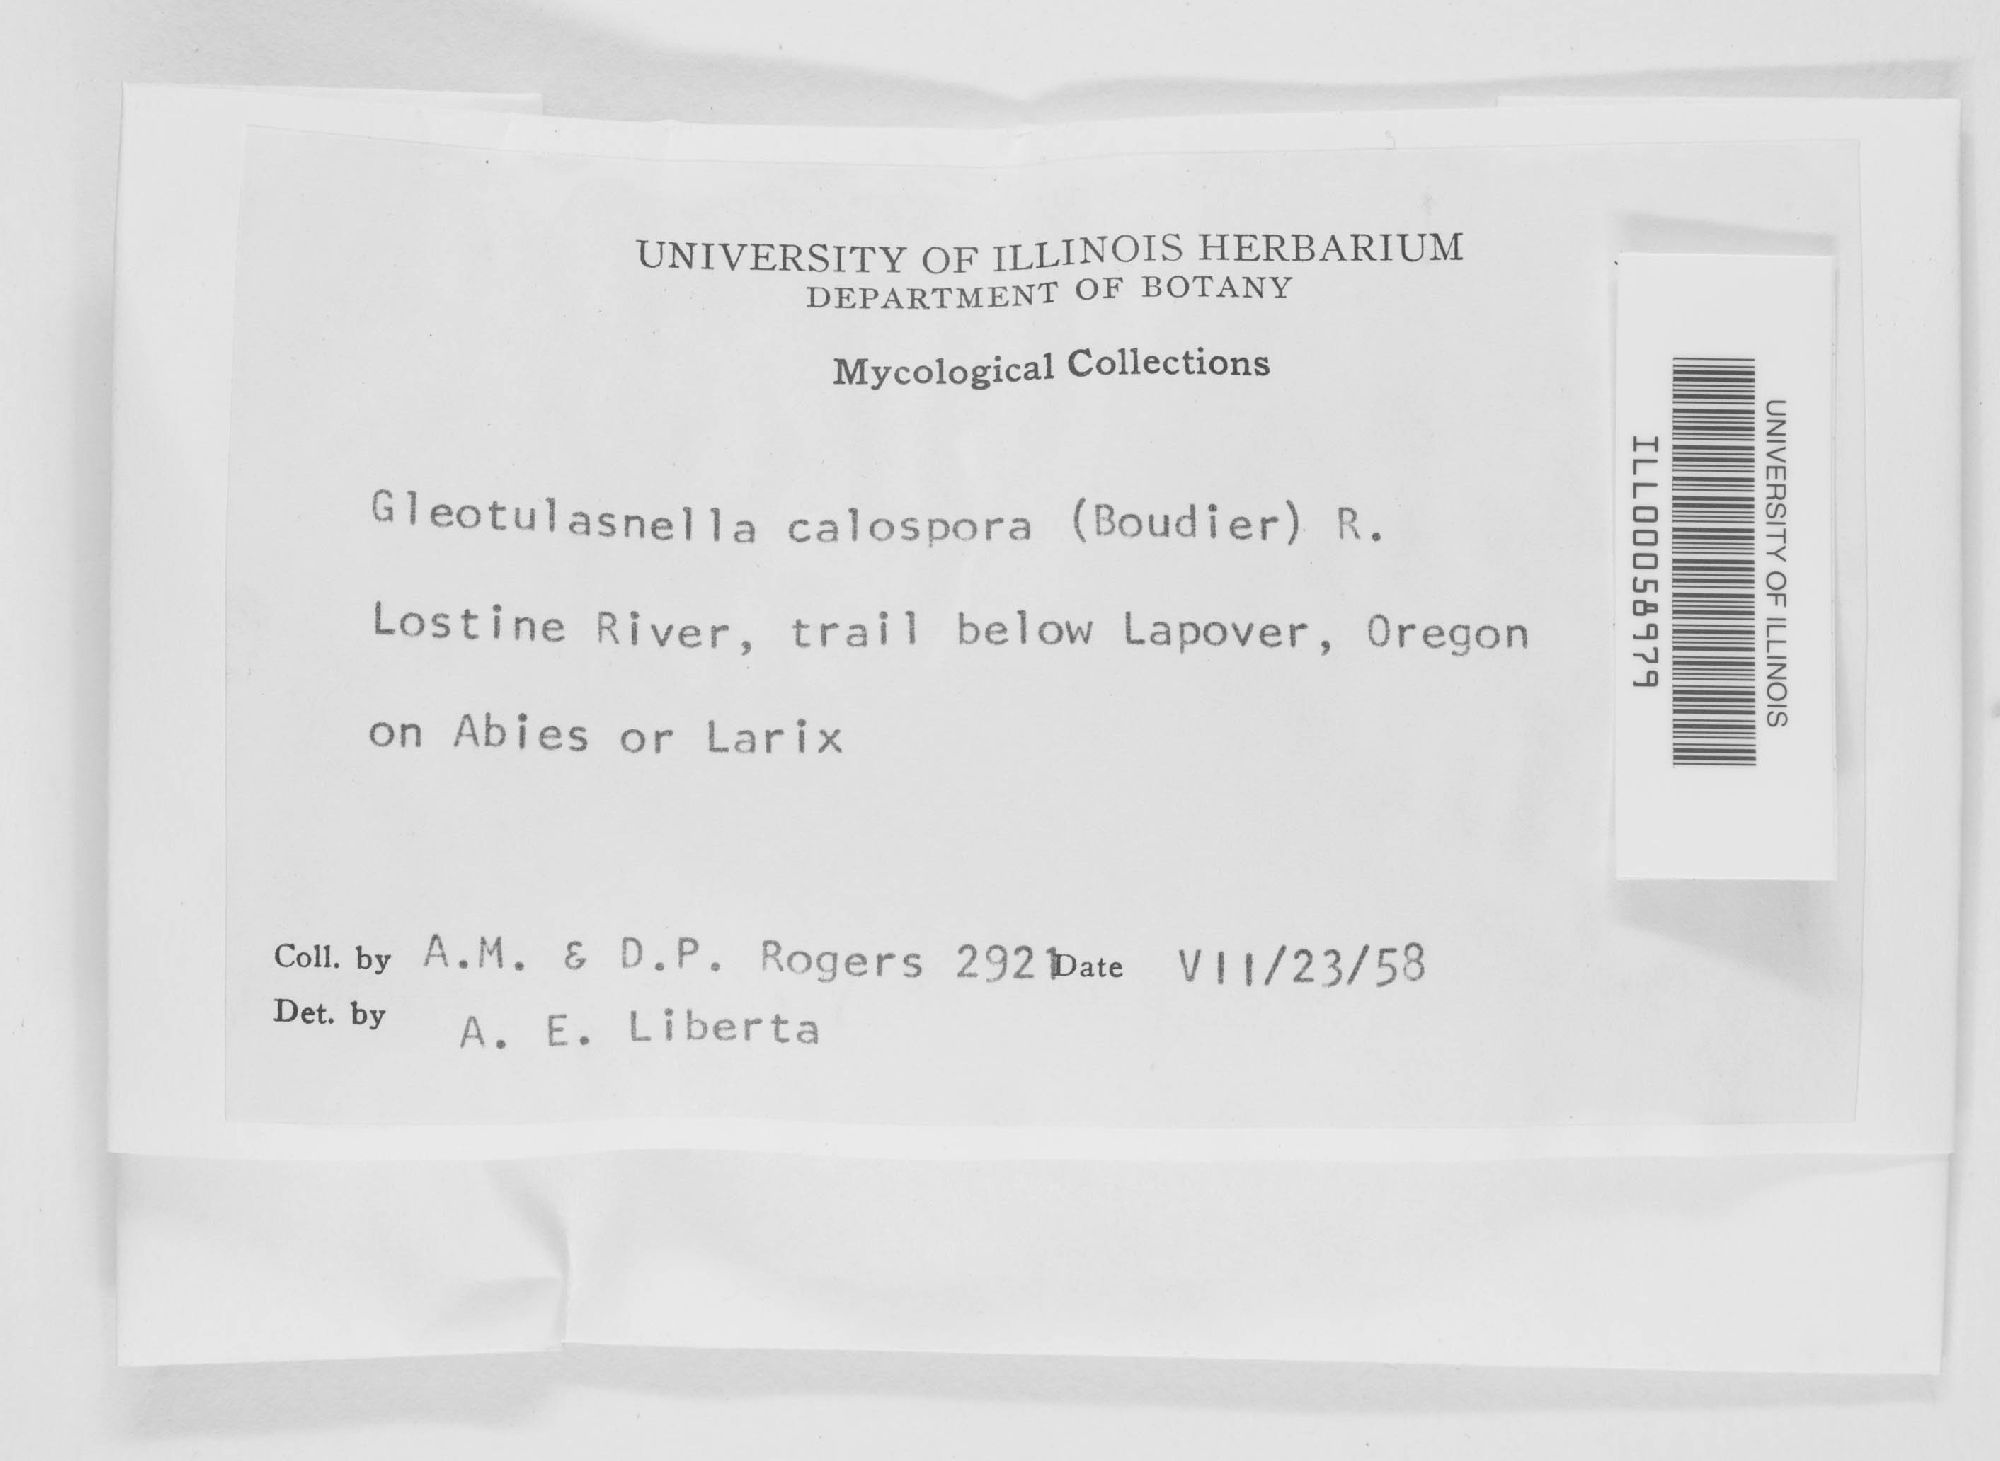 UNIVERSITY OF ILLINOIS HERBARIUM
DEPARTMENT OF BOTANY
Mycological Collections
Gleotulasnella calospora (Boudier) R.
Lostine River, trail below Lapover, Oregon
on Abies or Larix
Coll. by A.M. & D.P. Rogers 2921 Date VII/23/58
Det. by A. E. Liberta
UNIVERSITY OF ILLINOIS
ILL00058979